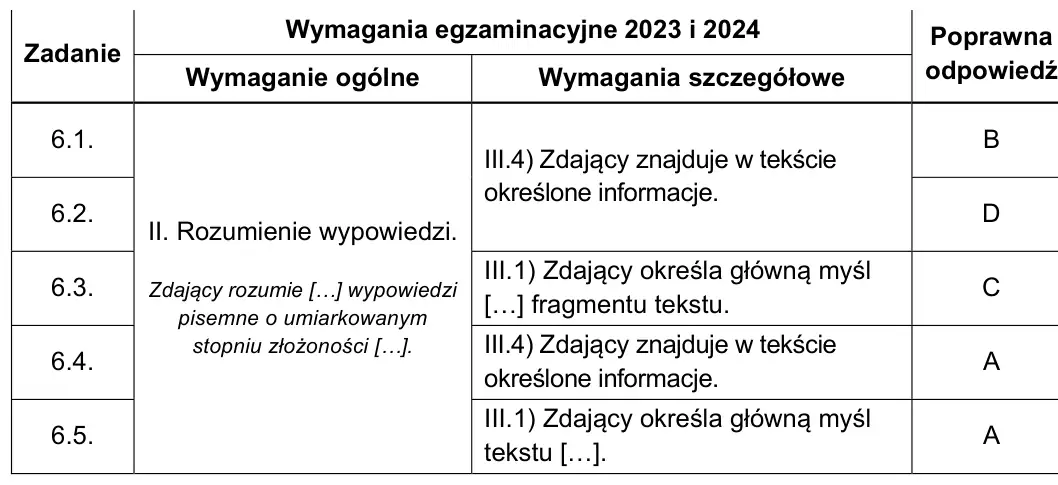 Zadanie
Wymagania egzaminacyjne 2023 i 2024
Poprawna
odpowiedź
Wymaganie ogólne
Wymagania szczegółowe
6.1.
II. Rozumienie wypowiedzi.
Zdający rozumie […] wypowiedzi
pisemne o umiarkowanym
stopniu złożoności […].
III.4) Zdający znajduje w tekście
określone informacje.
B
6.2.
D
6.3.
III.1) Zdający określa główną myśl
[…] fragmentu tekstu.
C
6.4.
III.4) Zdający znajduje w tekście
określone informacje.
A
6.5.
III.1) Zdający określa główną myśl
tekstu […].
A